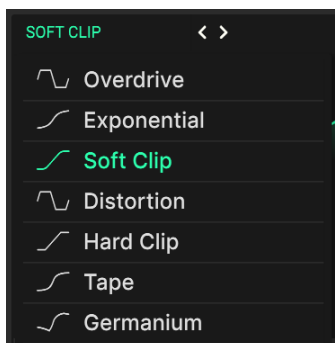 SOFT CLIP
Overdrive
Exponential
Soft Clip
Distortion
Hard Clip
Tape
Germanium